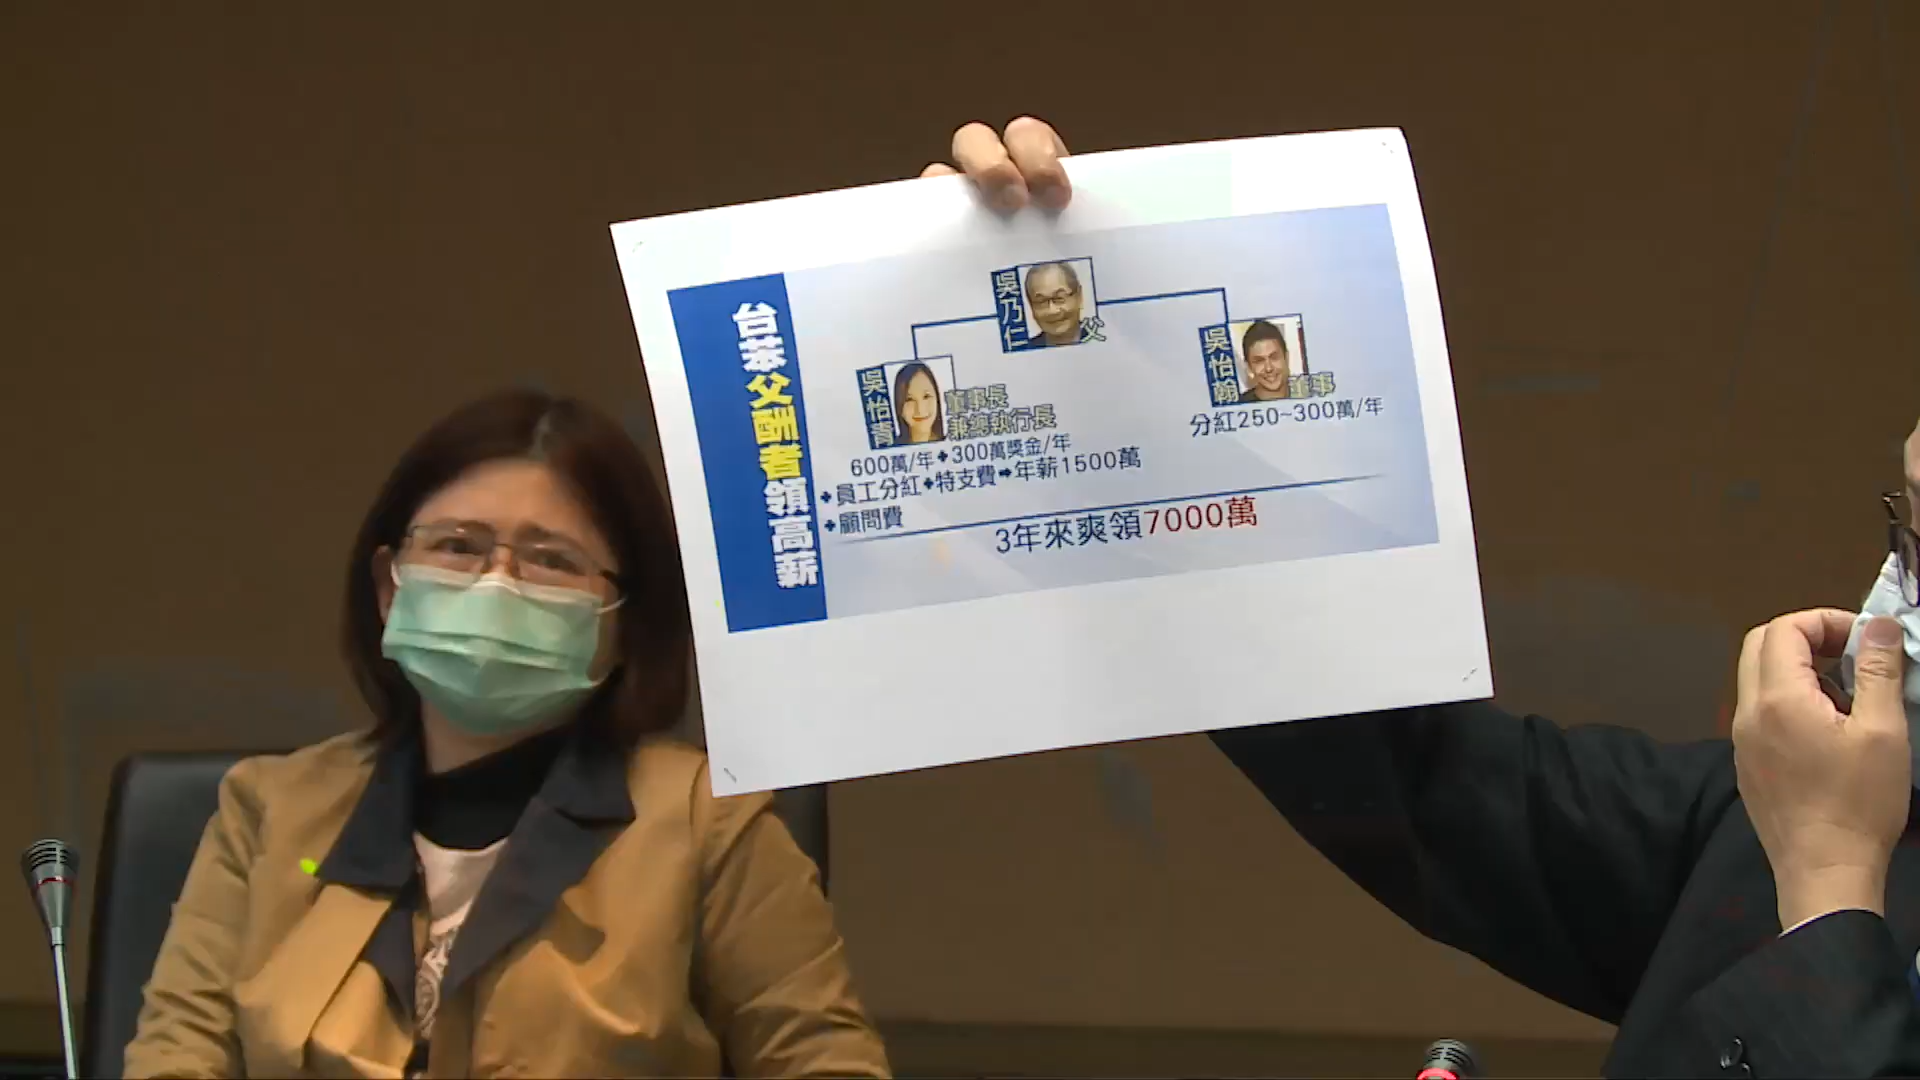 台苯父酬者領高薪
吳乃仁
父
吳怡青
董事長
兼總執行長
600萬/年+300萬獎金/年
+員工分紅+特支費➡年薪1500萬
+顧問費
吳怡翰
董事
分紅250~300萬/年
3年來爽領7000萬